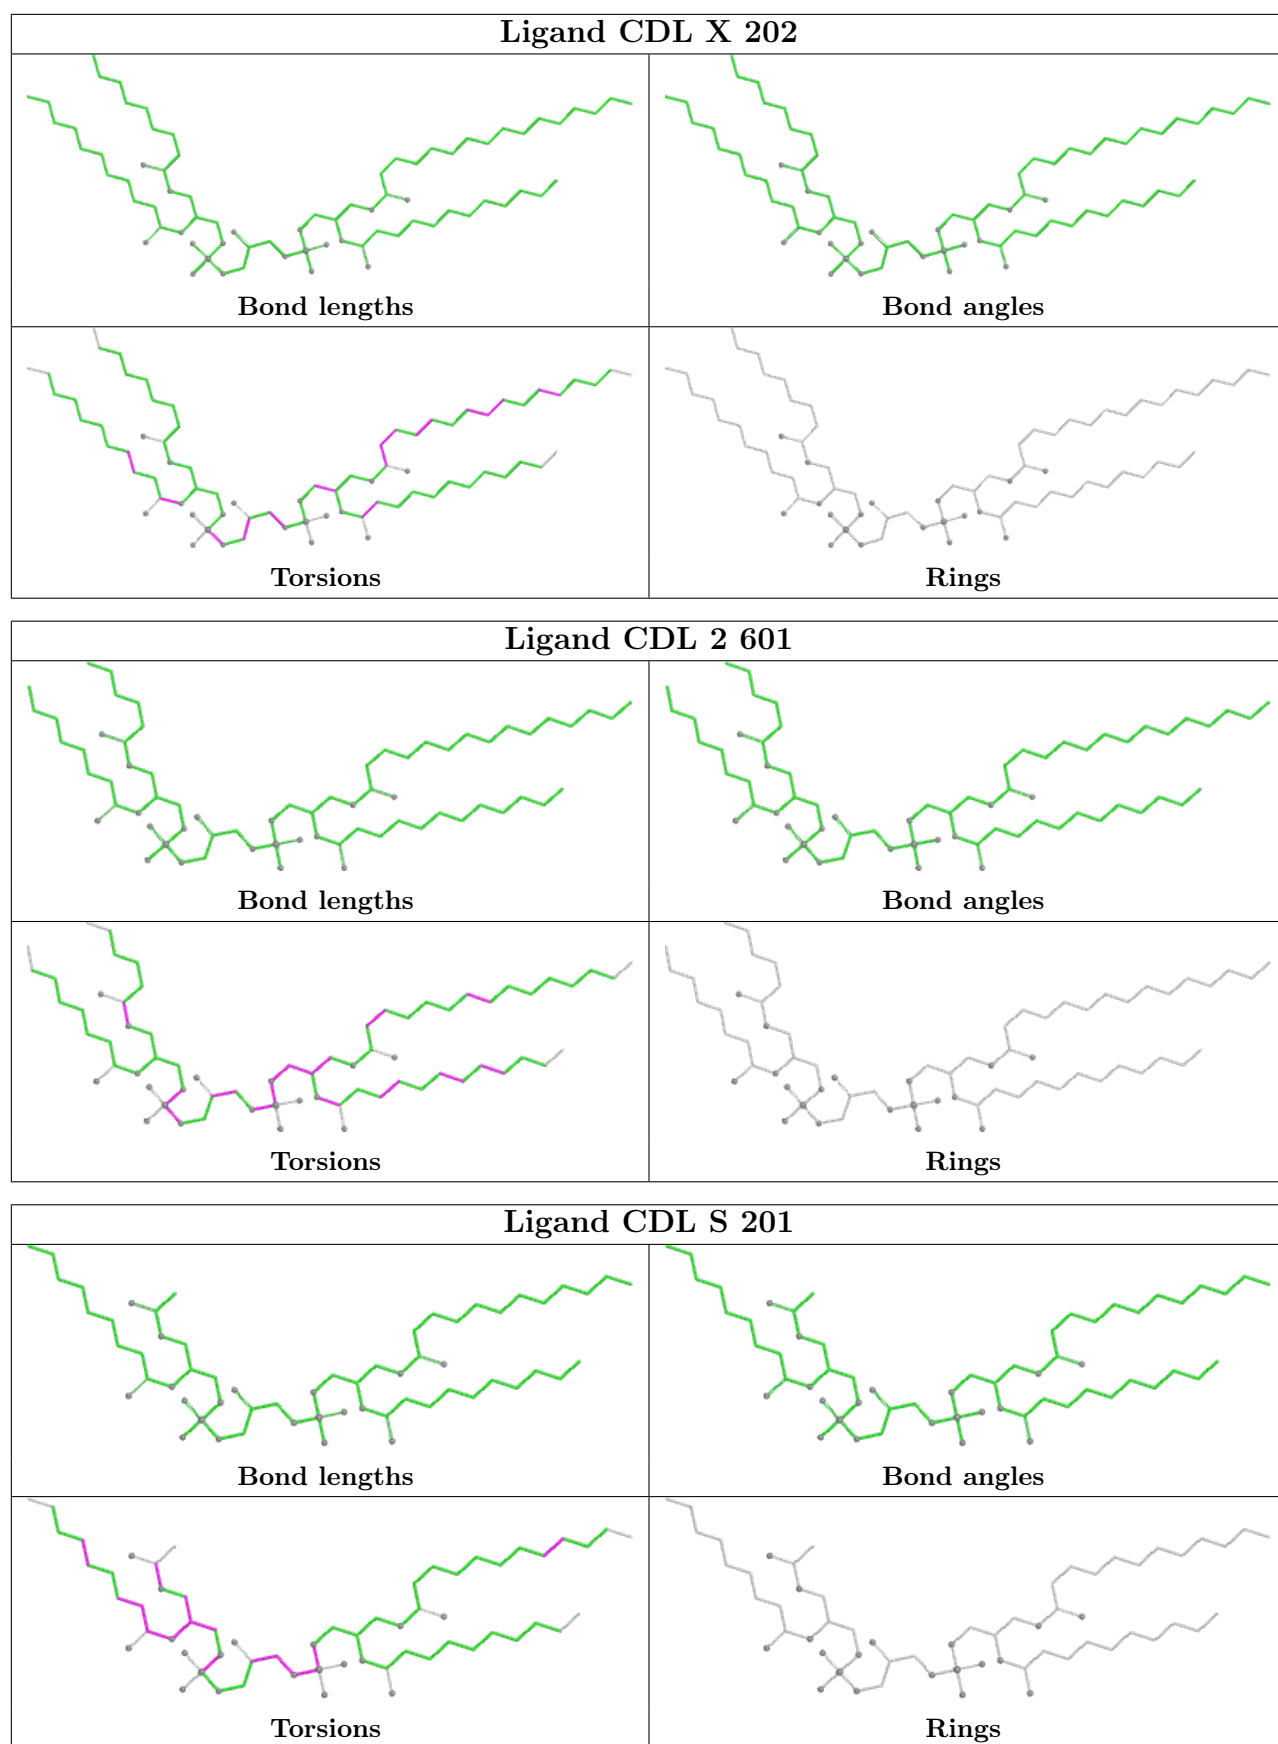 Ligand CDL X 202
Bond lengths
Bond angles
Torsions
Rings
Ligand CDL 2 601
Bond lengths
Bond angles
Torsions
Rings
Ligand CDL S 201
Bond lengths
Bond angles
Torsions
Rings